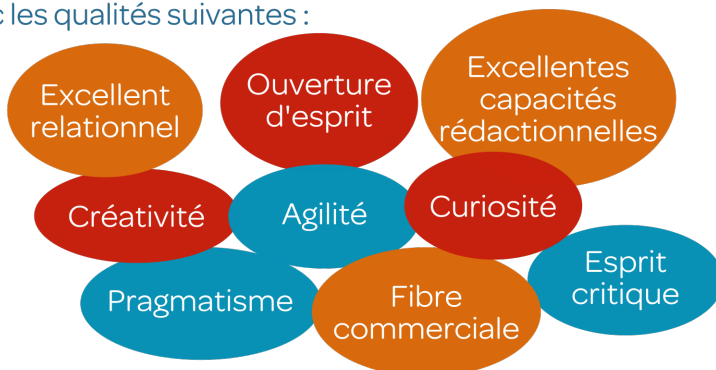 les qualités suivantes :
Excellent
relationnel
Ouverture
d'esprit
Excellentes
capacités
rédactionnelles
Créativité
Agilité
Curiosité
Pragmatisme
Fibre
commerciale
Esprit
critique